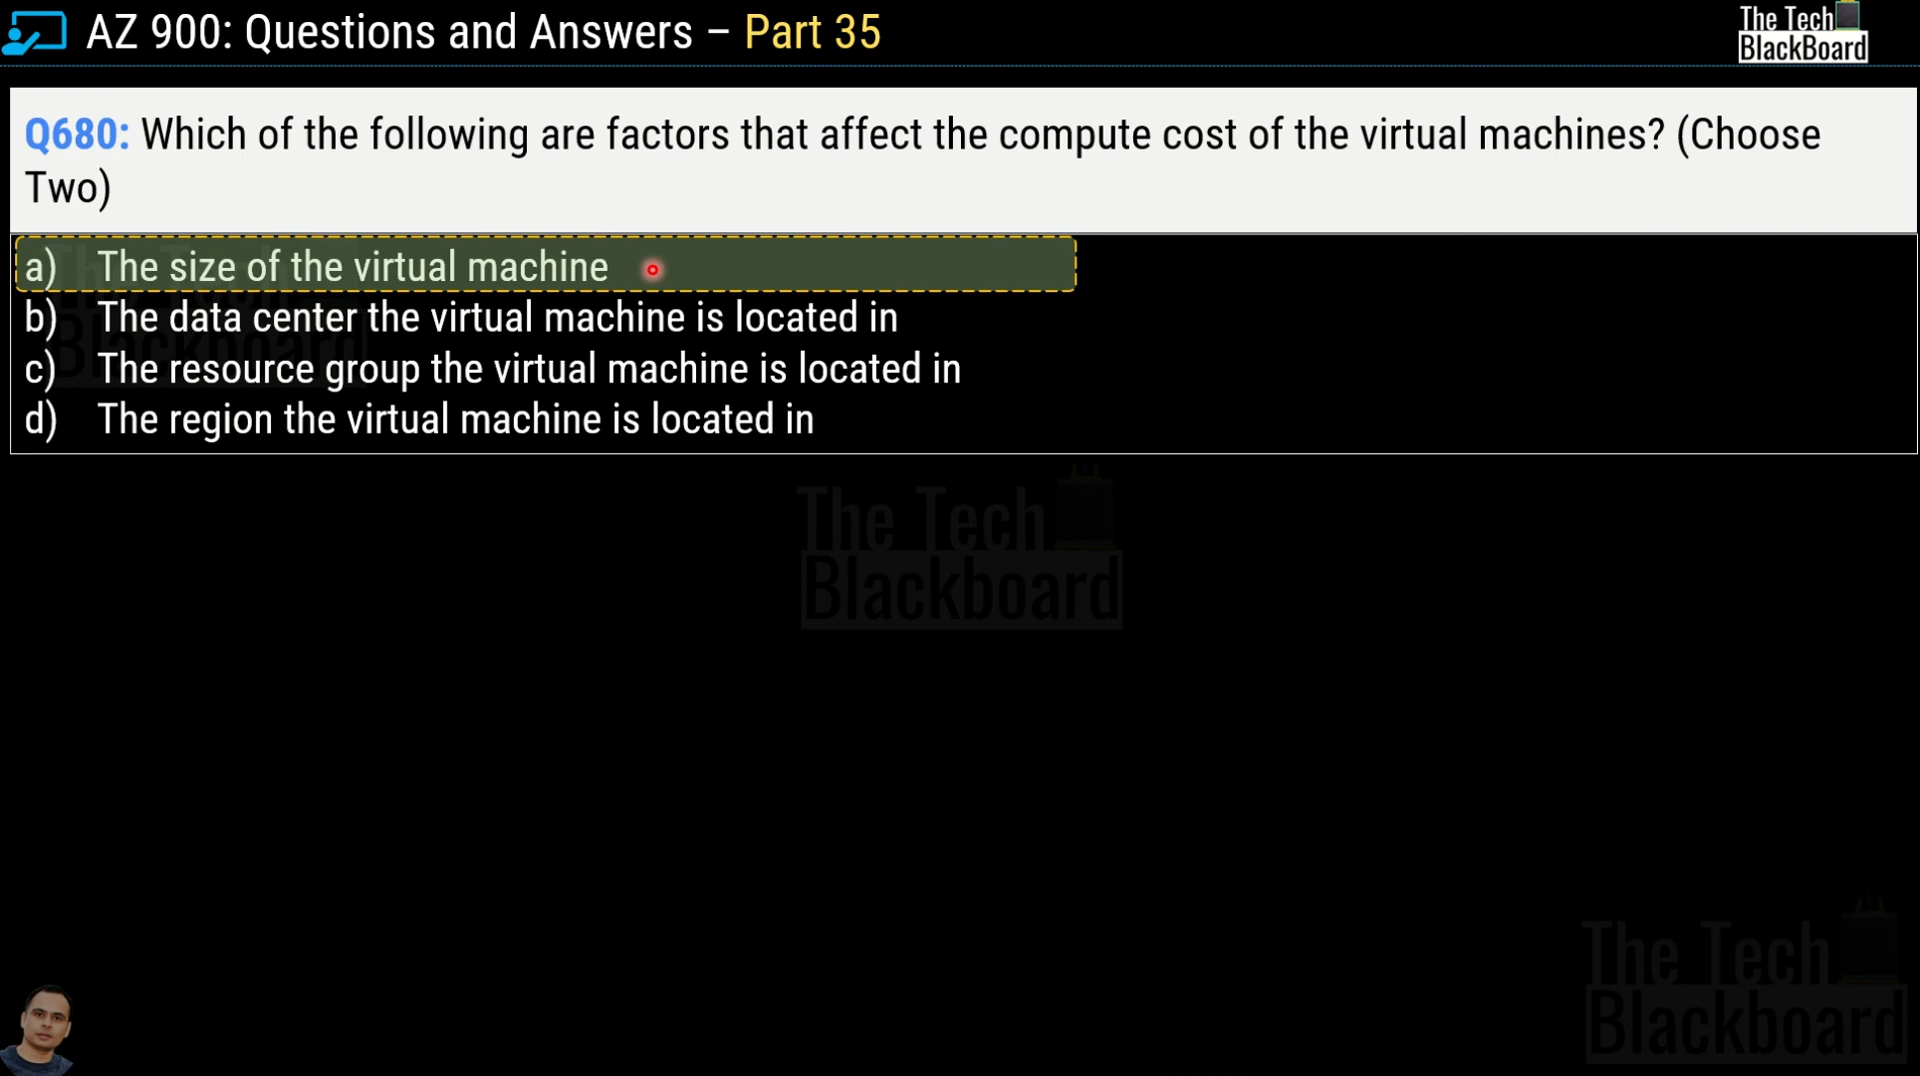 AZ 900: Questions and Answers – Part 35
The Tech
BlackBoard
Q680: Which of the following are factors that affect the compute cost of the virtual machines? (Choose
Two)
a) The size of the virtual machine
b) The data center the virtual machine is located in
c) The resource group the virtual machine is located in
d) The region the virtual machine is located in
The Tech
Blackboard
The Tech
Blackboard
The Tech
Blackboard